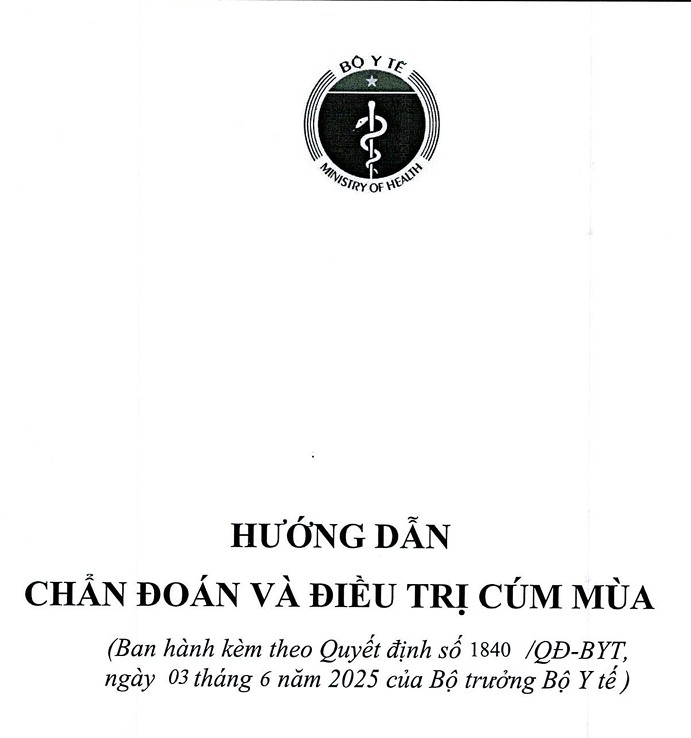 BỘ Y TẾ
MINISTRY OF HEALTH
HƯỚNG DẪN
CHẨN ĐOÁN VÀ ĐIỀU TRỊ CÚM MÙA
(Ban hành kèm theo Quyết định số 1840 /QĐ-BYT,
ngày 03 tháng 6 năm 2025 của Bộ trưởng Bộ Y tế )